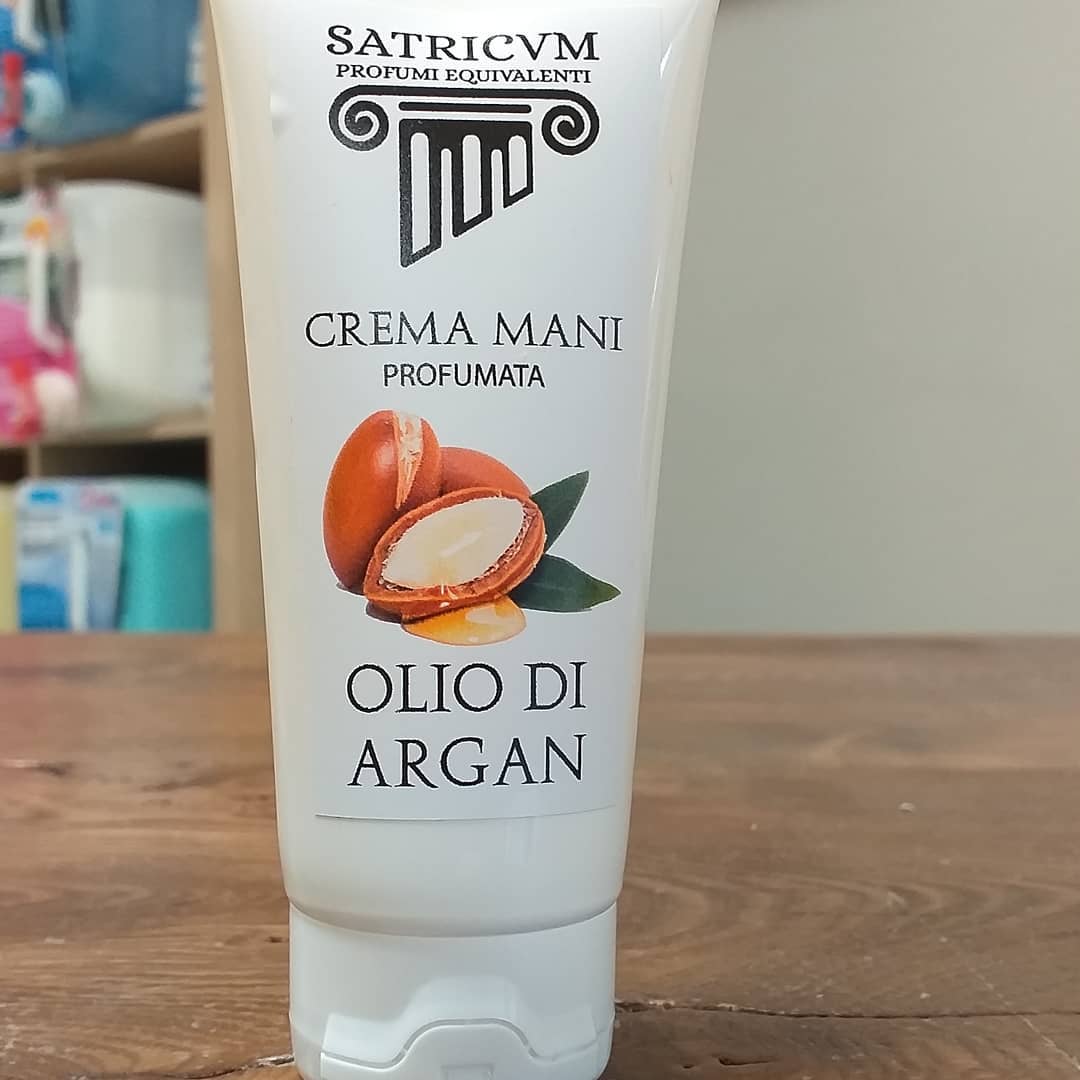 SATRICVM
PROFUMI EQUIVALENTI
CREMA MANI
PROFUMATA
OLIO DI
ARGAN